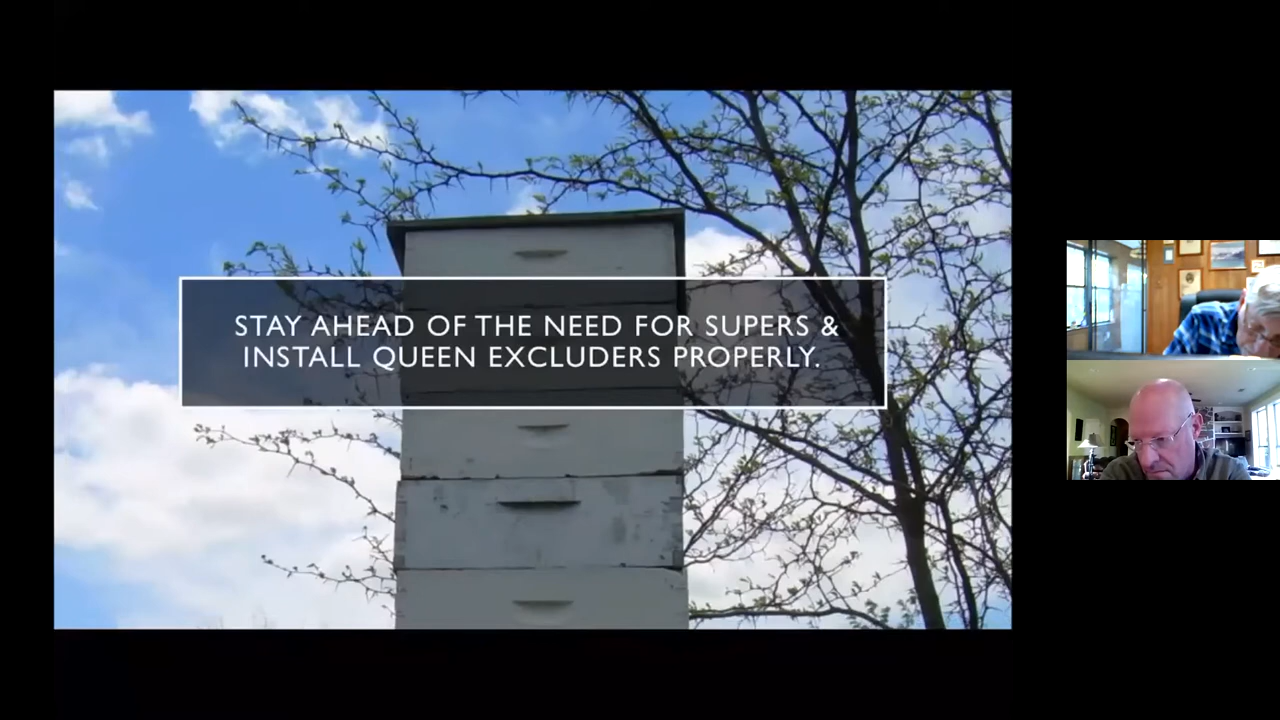 STAY AHEAD OF THE NEED FOR SUPERS &
INSTALL QUEEN EXCLUDERS PROPERLY.